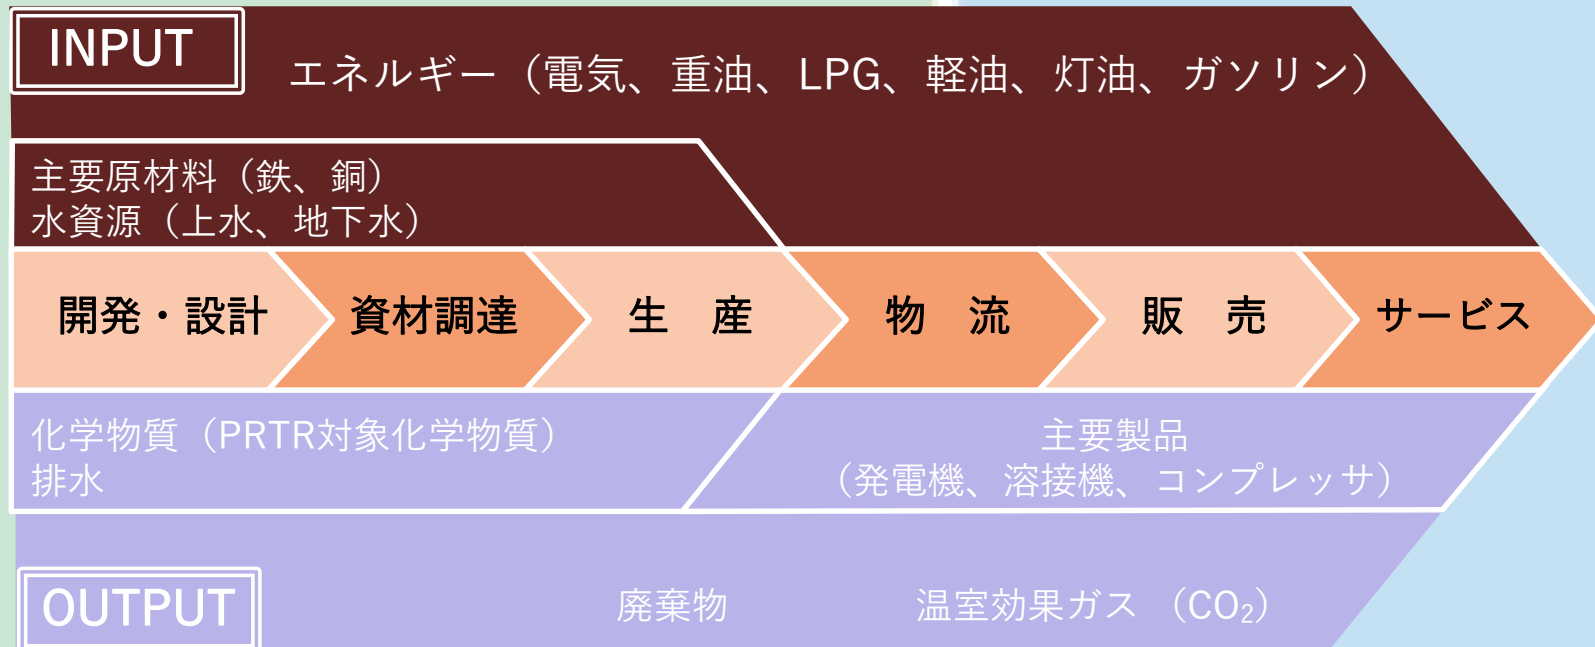 INPUT
エネルギー（電気、重油、LPG、軽油、灯油、ガソリン）
主要原材料（鉄、銅）
水資源（上水、地下水）
開発・設計
資材調達
生　産
物　流
販　売
サービス
化学物質（PRTR対象化学物質）
排水
主要製品
（発電機、溶接機、コンプレッサ）
OUTPUT
廃棄物
温室効果ガス （CO₂）